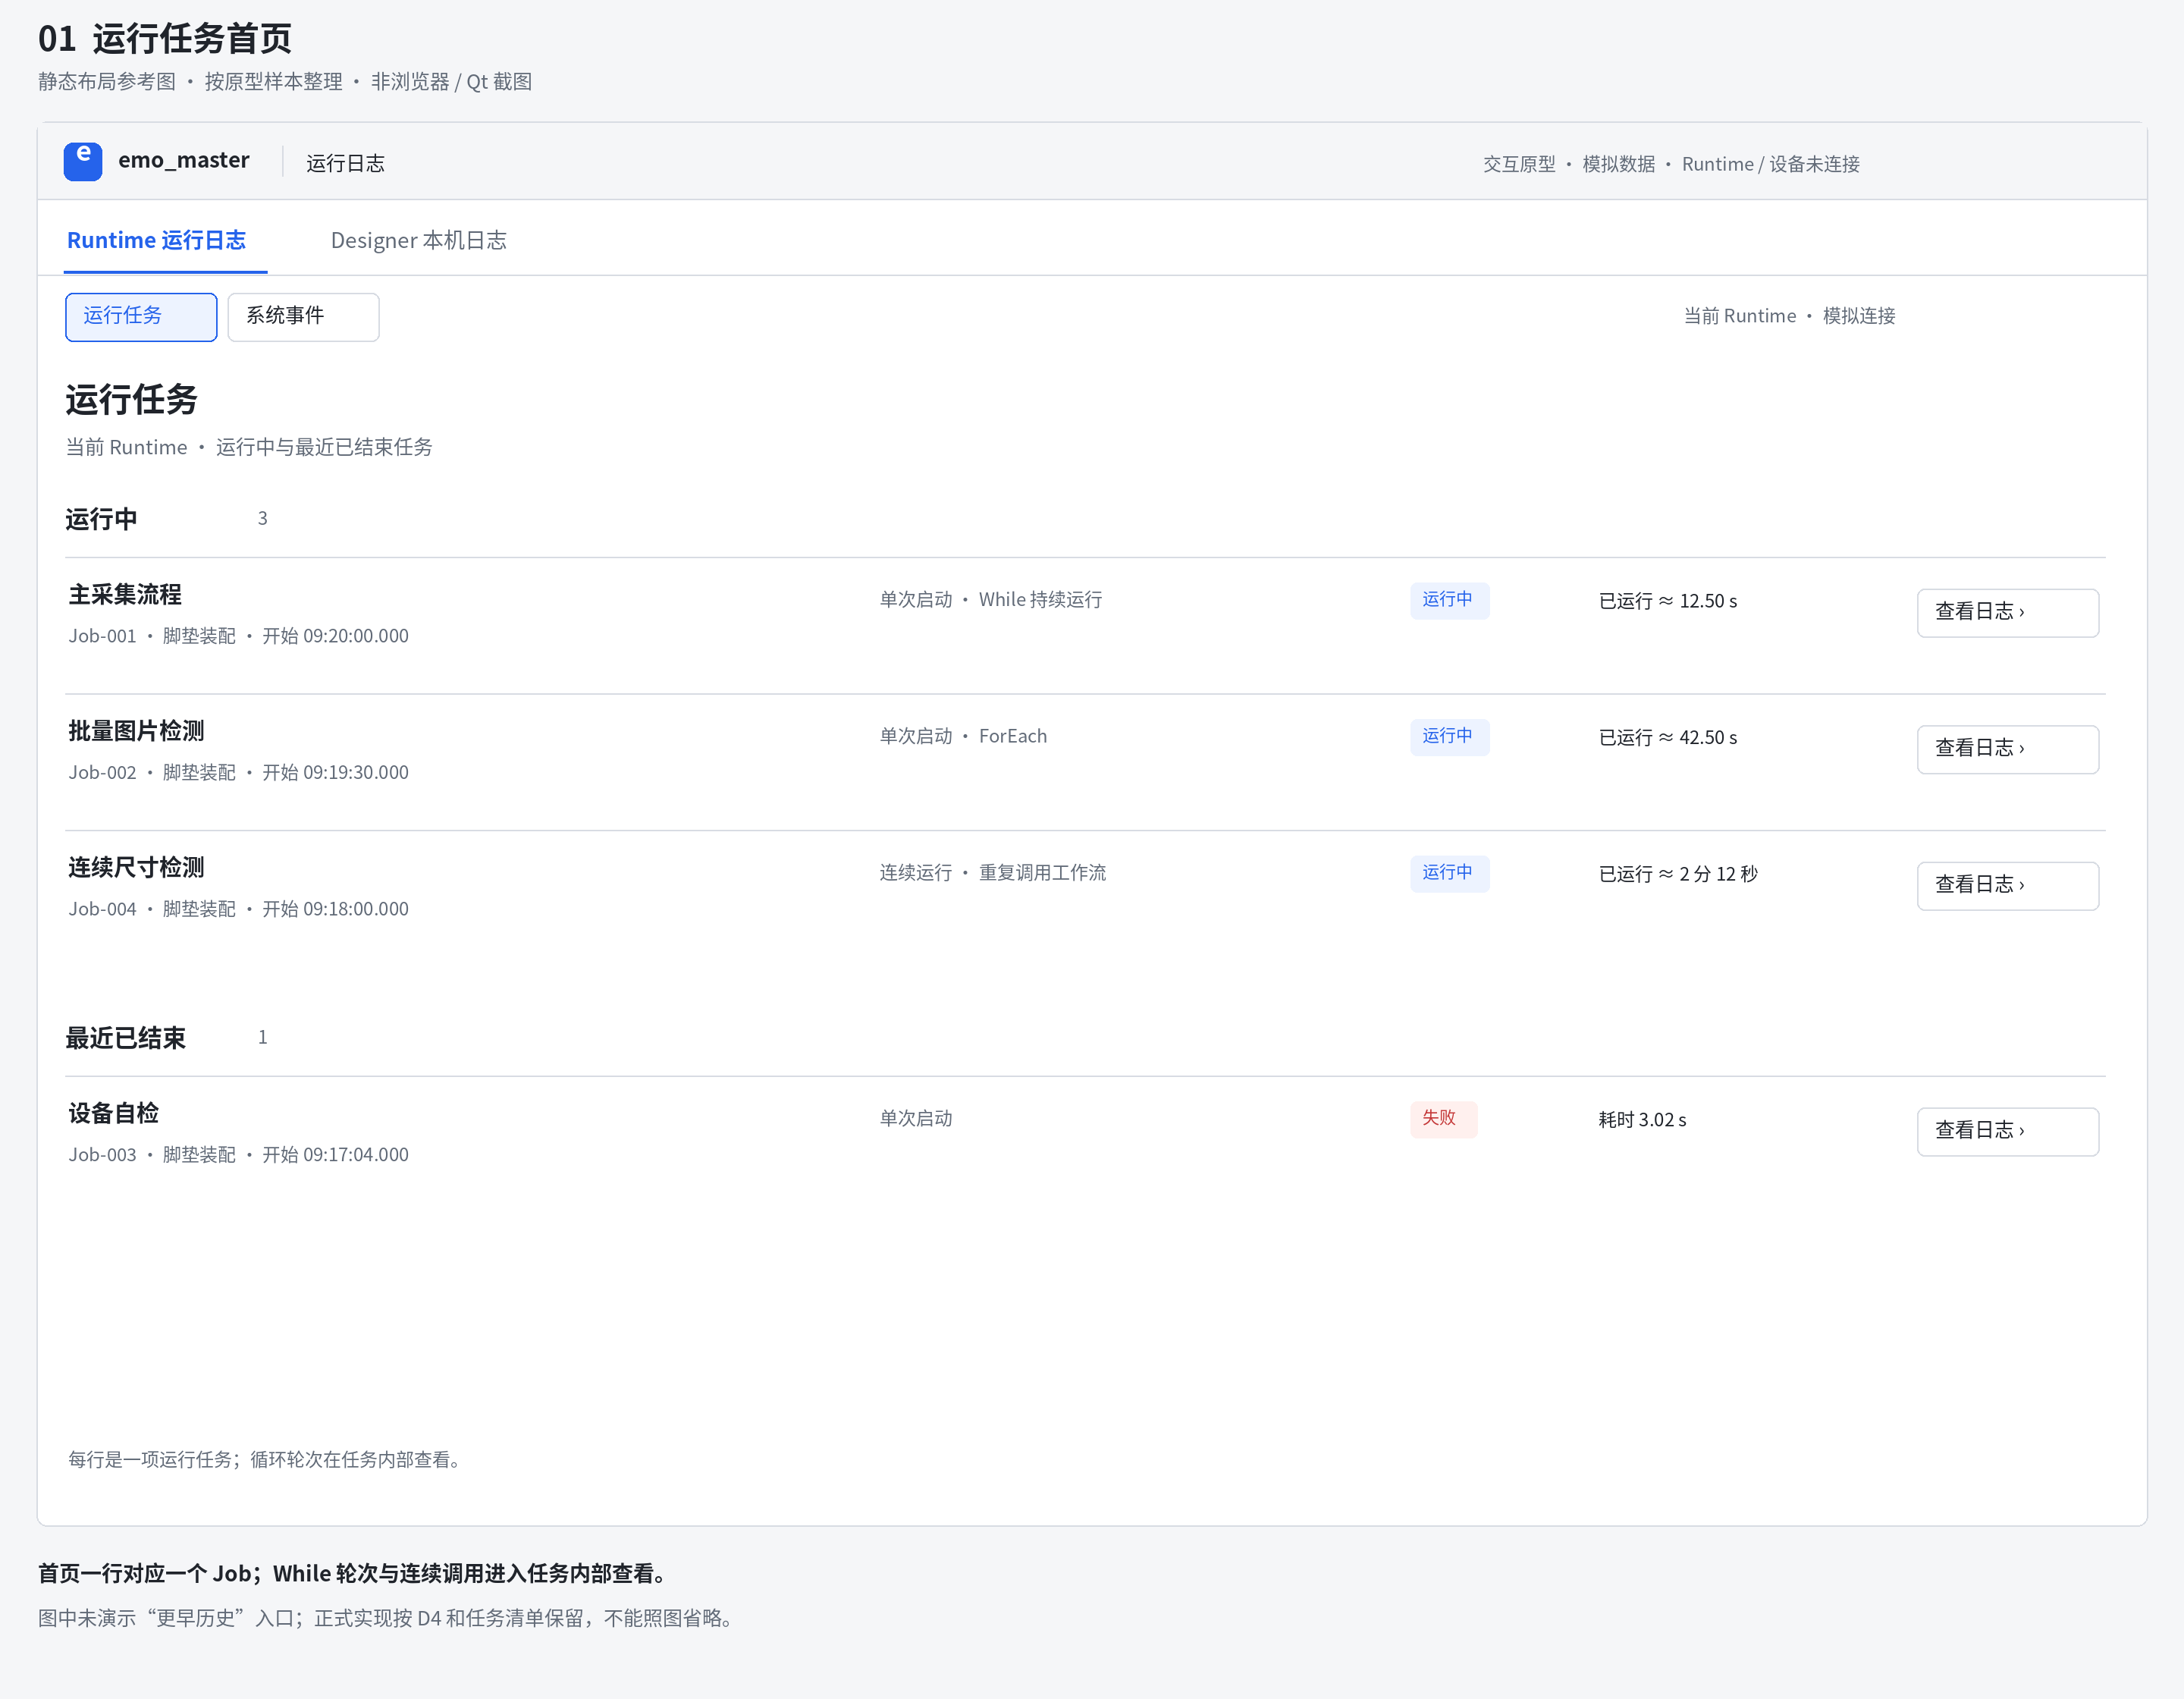 01 运行任务首页
静态布局参考图 · 按原型样本整理 · 非浏览器 / Qt 截图
e emo_master 运行日志 交互原型 · 模拟数据 · Runtime / 设备未连接
Runtime 运行日志 Designer 本机日志
运行任务 系统事件 当前 Runtime · 模拟连接
运行任务
当前 Runtime · 运行中与最近已结束任务
运行中 3
主采集流程 单次启动 · While 持续运行 运行中 已运行 ≈ 12.50 s 查看日志 ›
Job-001 · 脚垫装配 · 开始 09:20:00.000
批量图片检测 单次启动 · ForEach 运行中 已运行 ≈ 42.50 s 查看日志 ›
Job-002 · 脚垫装配 · 开始 09:19:30.000
连续尺寸检测 连续运行 · 重复调用工作流 运行中 已运行 ≈ 2 分 12 秒 查看日志 ›
Job-004 · 脚垫装配 · 开始 09:18:00.000
最近已结束 1
设备自检 单次启动 失败 耗时 3.02 s 查看日志 ›
Job-003 · 脚垫装配 · 开始 09:17:04.000
每行是一项运行任务；循环轮次在任务内部查看。
首页一行对应一个 Job；While 轮次与连续调用进入任务内部查看。
图中未演示“更早历史”入口；正式实现按 D4 和任务清单保留，不能照图省略。